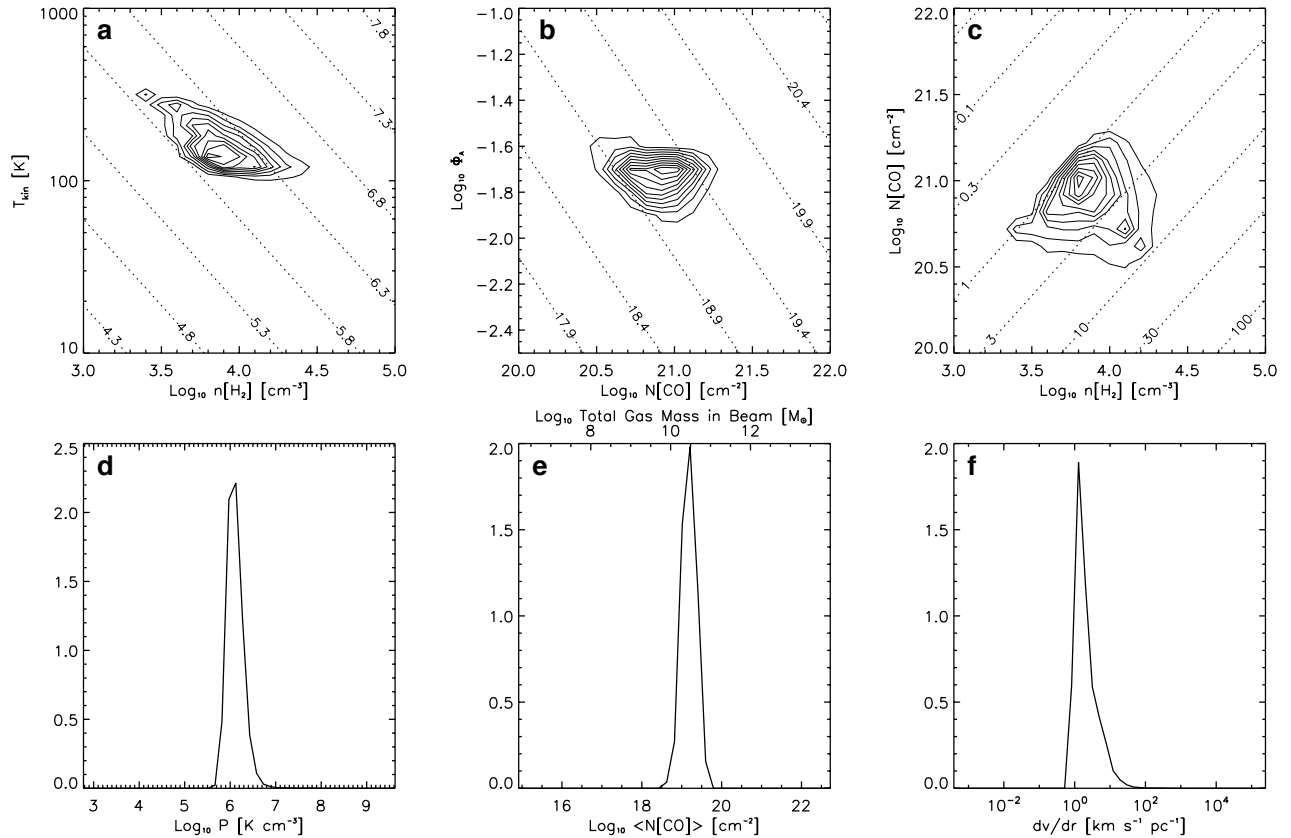 a
1000
100
10
T_kin [K]
7.8
7.3
6.8
6.3
5.8
5.3
4.8
4.3
3.0 3.5 4.0 4.5 5.0
Log₁₀ n[H₂] [cm⁻³]
b
-1.0
-1.2
-1.4
-1.6
-1.8
-2.0
-2.2
-2.4
Log₁₀ Φ_A
20.4
19.9
19.4
18.9
18.4
17.9
20.0 20.5 21.0 21.5 22.0
Log₁₀ N[CO] [cm⁻²]
c
22.0
21.5
21.0
20.5
20.0
Log₁₀ N[CO] [cm⁻²]
0.1
0.3
1
3
10
30
100
3.0 3.5 4.0 4.5 5.0
Log₁₀ n[H₂] [cm⁻³]
d
2.5
2.0
1.5
1.0
0.5
0.0
3 4 5 6 7 8 9
Log₁₀ P [K cm⁻³]
Log₁₀ Total Gas Mass in Beam [M⊙]
8 10 12
e
2.0
1.5
1.0
0.5
0.0
16 18 20 22
Log₁₀ <N[CO]> [cm⁻²]
f
2.0
1.5
1.0
0.5
0.0
10⁻² 10⁰ 10² 10⁴
dv/dr [km s⁻¹ pc⁻¹]